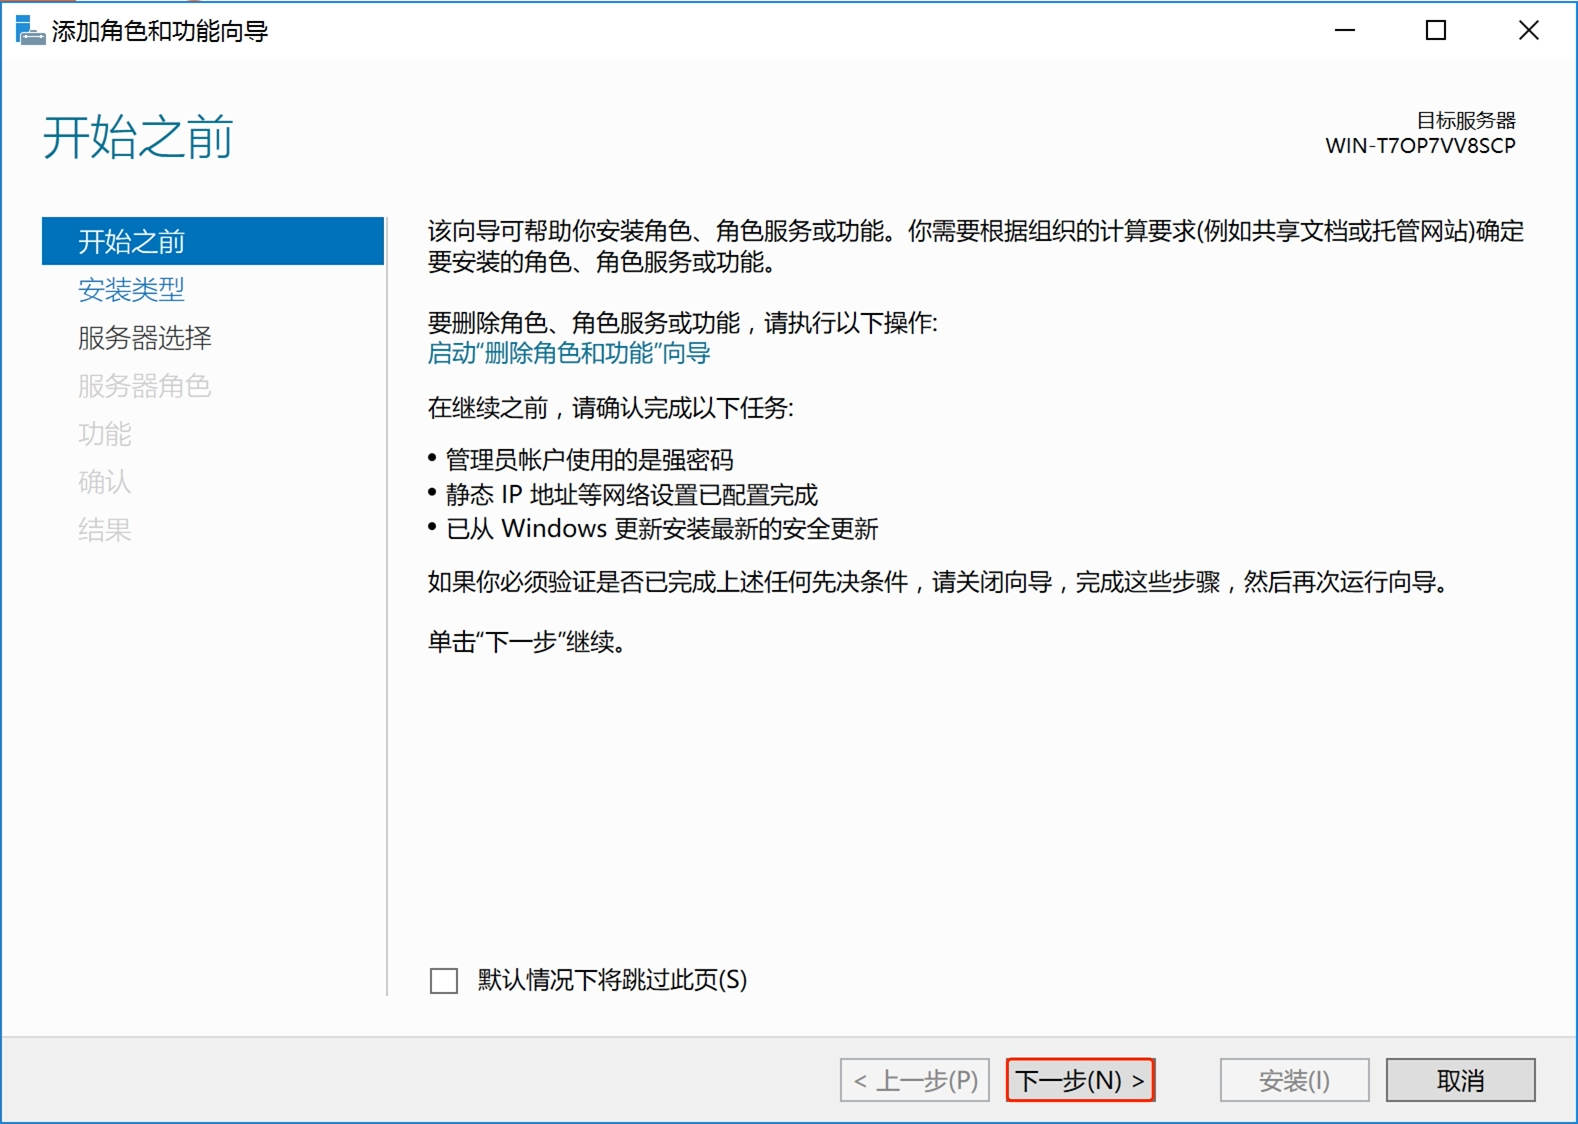 添加角色和功能向导
开始之前
目标服务器
WIN-T7OP7VV8SCP
开始之前
安装类型
服务器选择
服务器角色
功能
确认
结果
该向导可帮助你安装角色、角色服务或功能。你需要根据组织的计算要求(例如共享文档或托管网站)确定
要安装的角色、角色服务或功能。
要删除角色、角色服务或功能，请执行以下操作:
启动“删除角色和功能”向导
在继续之前，请确认完成以下任务:
• 管理员帐户使用的是强密码
• 静态 IP 地址等网络设置已配置完成
• 已从 Windows 更新安装最新的安全更新
如果你必须验证是否已完成上述任何先决条件，请关闭向导，完成这些步骤，然后再次运行向导。
单击“下一步”继续。
默认情况下将跳过此页(S)
< 上一步(P)
下一步(N) >
安装(I)
取消